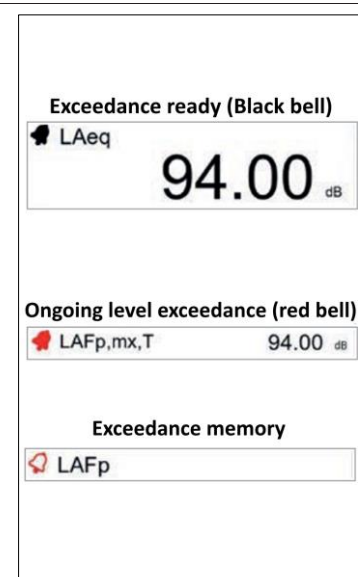 Exceedance ready (Black bell)
LAeq
94.00 dB
Ongoing level exceedance (red bell)
LAFp,mx,T 94.00 dB
Exceedance memory
LAFp